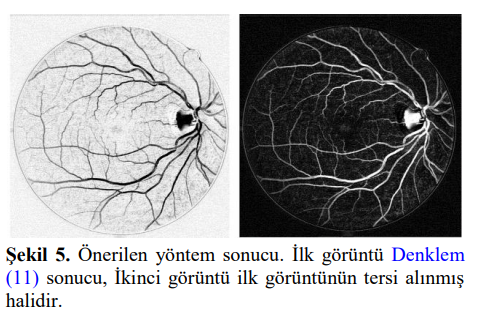 Şekil 5. Önerilen yöntem sonucu. İlk görüntü Denklem
(11) sonucu, İkinci görüntü ilk görüntünün tersi alınmış
halidir.